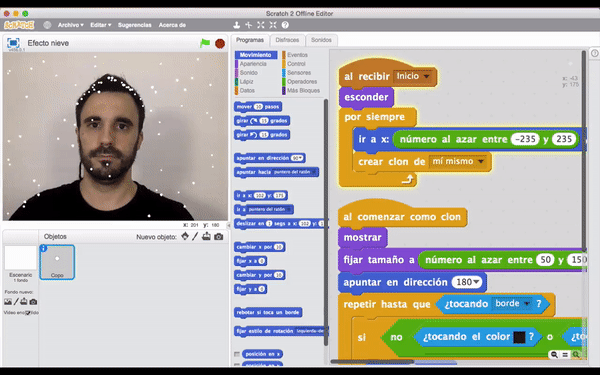 Scratch 2 Offline Editor
SCRATCH
Archivo Editar Sugerencias Acerca de
Efecto nieve
Programas Disfraces Sonidos
Movimiento Eventos
Apariencia Control
Sonido Sensores
Lápiz Operadores
Datos Más Bloques
mover 10 pasos
girar 15 grados
girar 15 grados
apuntar en dirección 90
apuntar hacia puntero del ratón
ir a x: 202 y: 175
ir a puntero del ratón
deslizar en 1 segs a x: 202 y:
cambiar x por 10
fijar x a 0
cambiar y por 10
fijar y a 0
rebotar si toca un borde
fijar estilo de rotación
posición en x
x: 201 y: 180
Objetos Nuevo objeto:
Escenario
1 fondo
Copo
Fondo nuevo:
x: -43
y: 175
al recibir Inicio
esconder
por siempre
ir a x: número al azar entre -235 y 235
crear clon de mí mismo
al comenzar como clon
mostrar
fijar tamaño a número al azar entre 50 y 150
apuntar en dirección 180
repetir hasta que ¿tocando borde ?
si no ¿tocando el color ? o